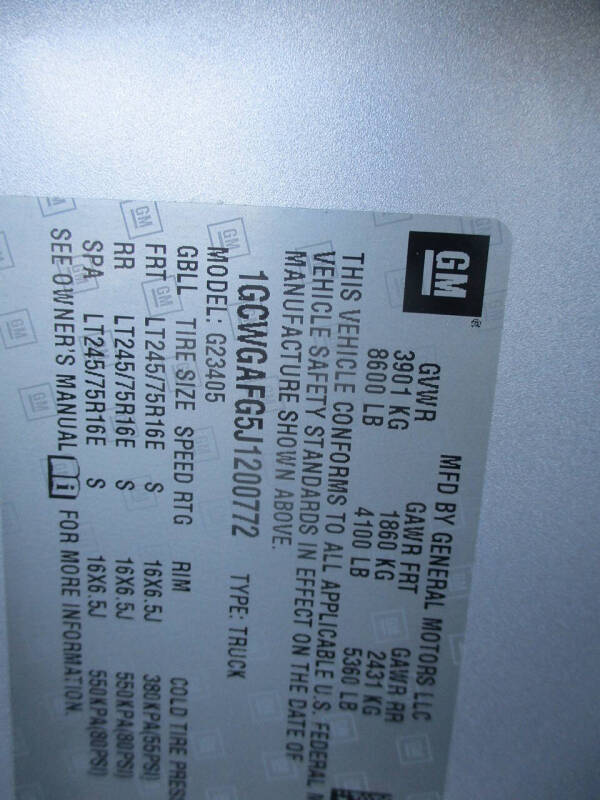 GM
MFD BY GENERAL MOTORS LLC
GVWR GAWR FRT GAWR RR
3901 KG 1860 KG 2431 KG
8600 LB 4100 LB 5360 LB
THIS VEHICLE CONFORMS TO ALL APPLICABLE U.S. FEDERAL
VEHICLE SAFETY STANDARDS IN EFFECT ON THE DATE OF
MANUFACTURE SHOWN ABOVE.
1GCWGAFG5J1200772 TYPE: TRUCK
MODEL: G23405
GBLL TIRE SIZE SPEED RTG RIM COLD TIRE PRES
FRT LT245/75R16E S 16X6.5J 380KPA(55PSI)
RR LT245/75R16E S 16X6.5J 550KPA(80PSI)
SPA LT245/75R16E S 16X6.5J 550KPA(80PSI)
SEE OWNER'S MANUAL i FOR MORE INFORMATION.